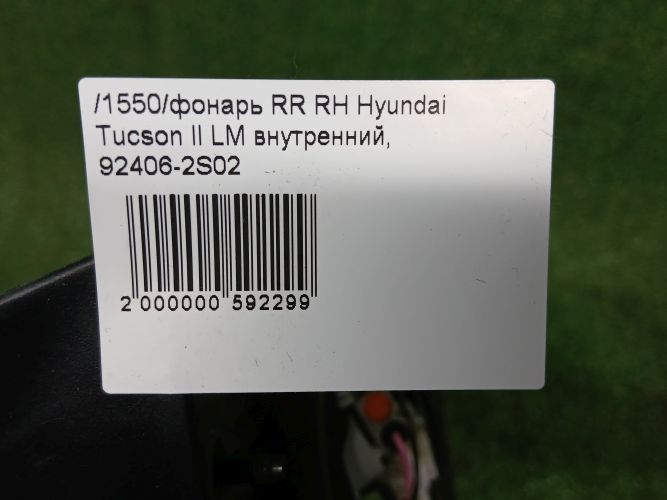 /1550/фонарь RR RH Hyundai
Tucson II LM внутренний,
92406-2S02
2 000000 592299